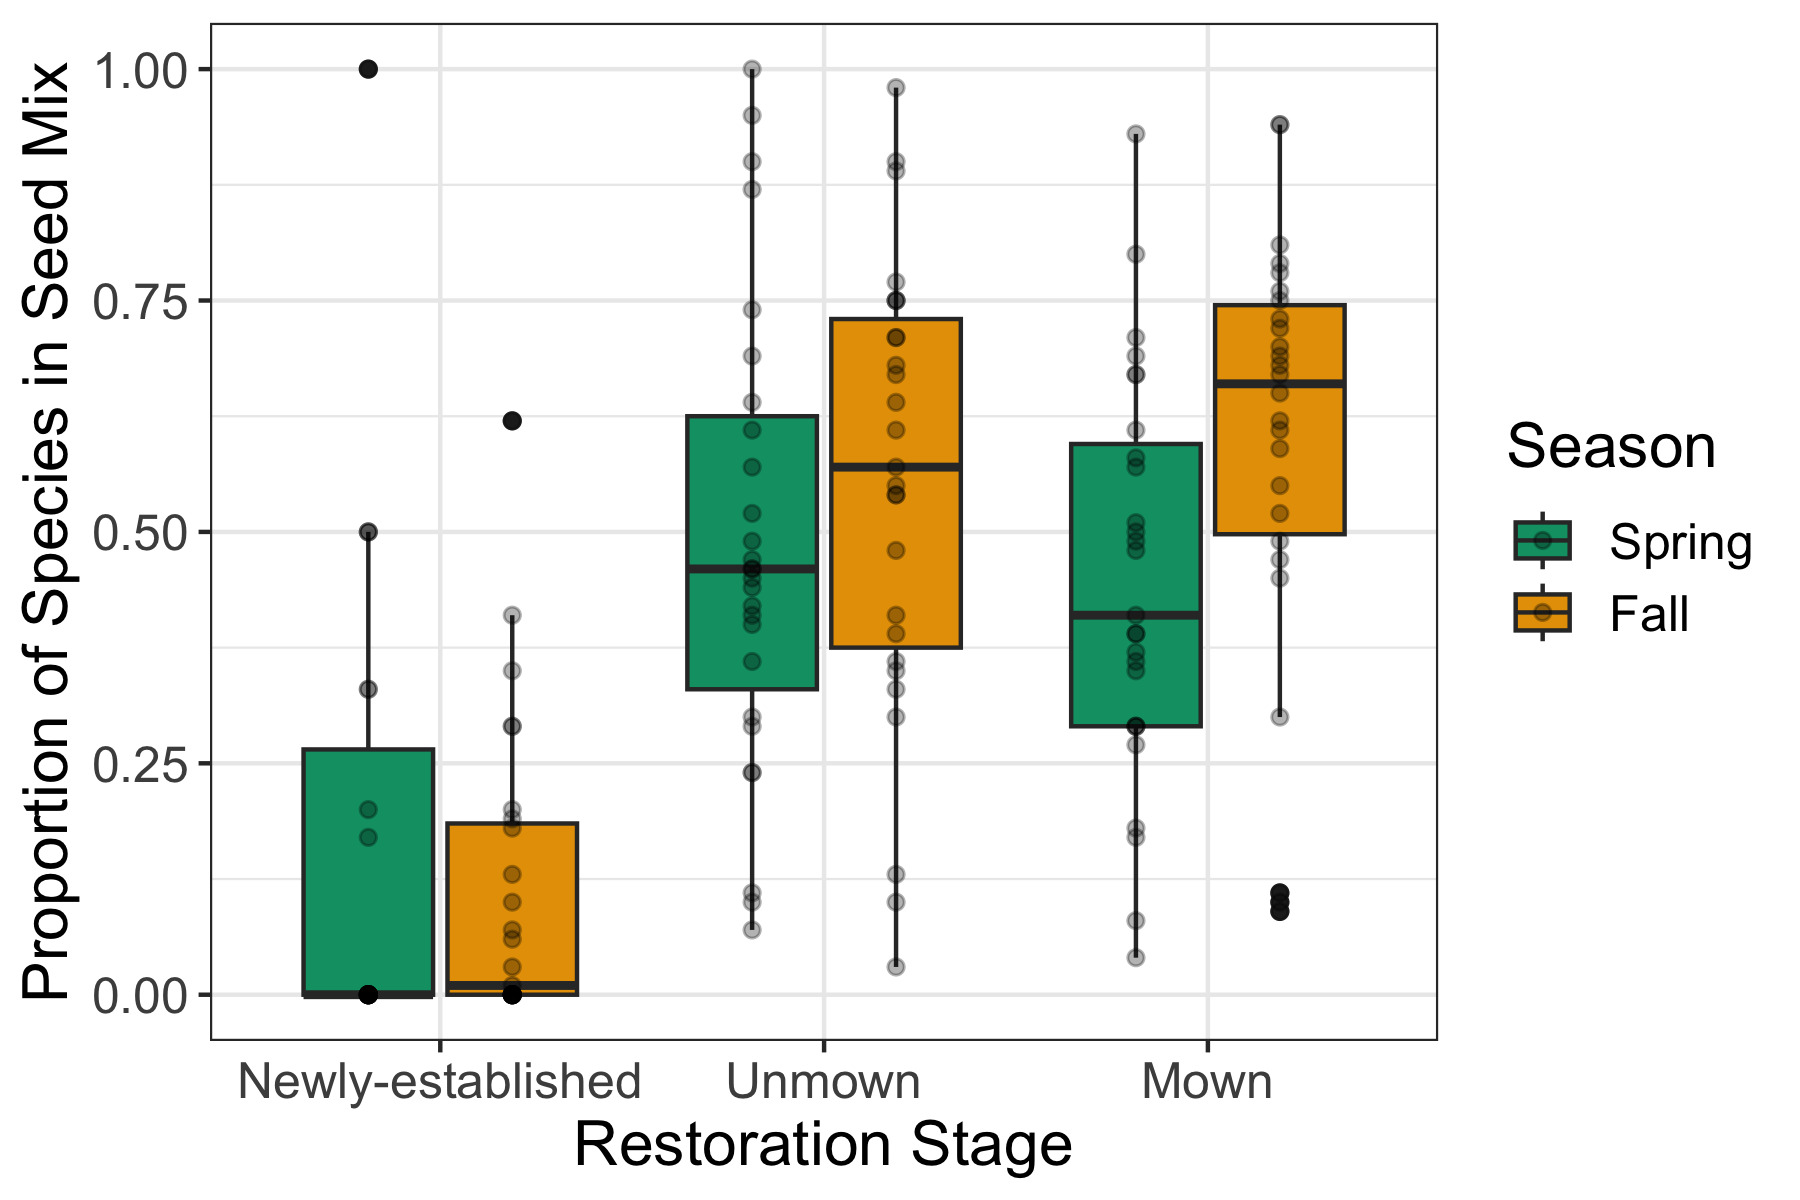 Proportion of Species in Seed Mix
1.00
0.75
0.50
0.25
0.00
Newly-established
Unmown
Mown
Restoration Stage
Season
Spring
Fall